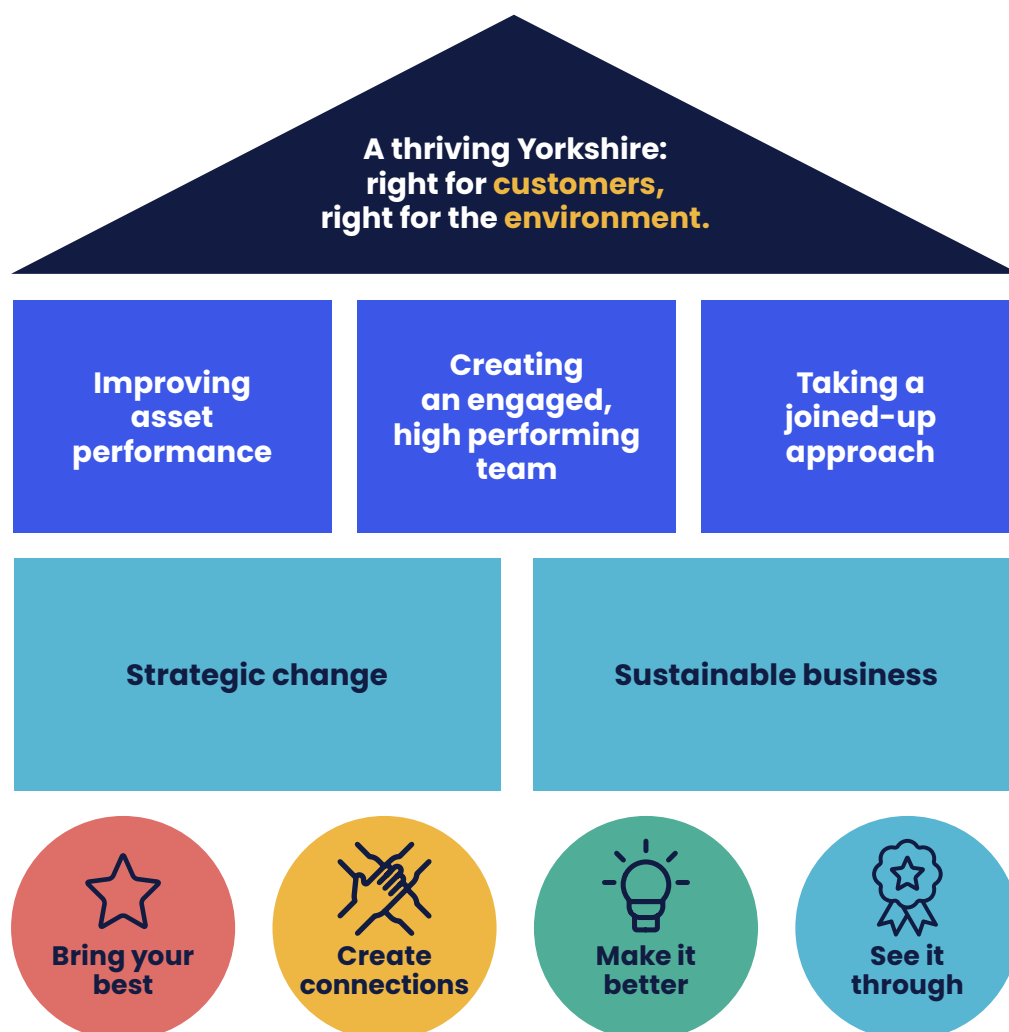 A thriving Yorkshire:
right for customers,
right for the environment.
Improving
asset
performance
Creating
an engaged,
high performing
team
Taking a
joined-up
approach
Strategic change
Sustainable business
Bring your
best
Create
connections
Make it
better
See it
through